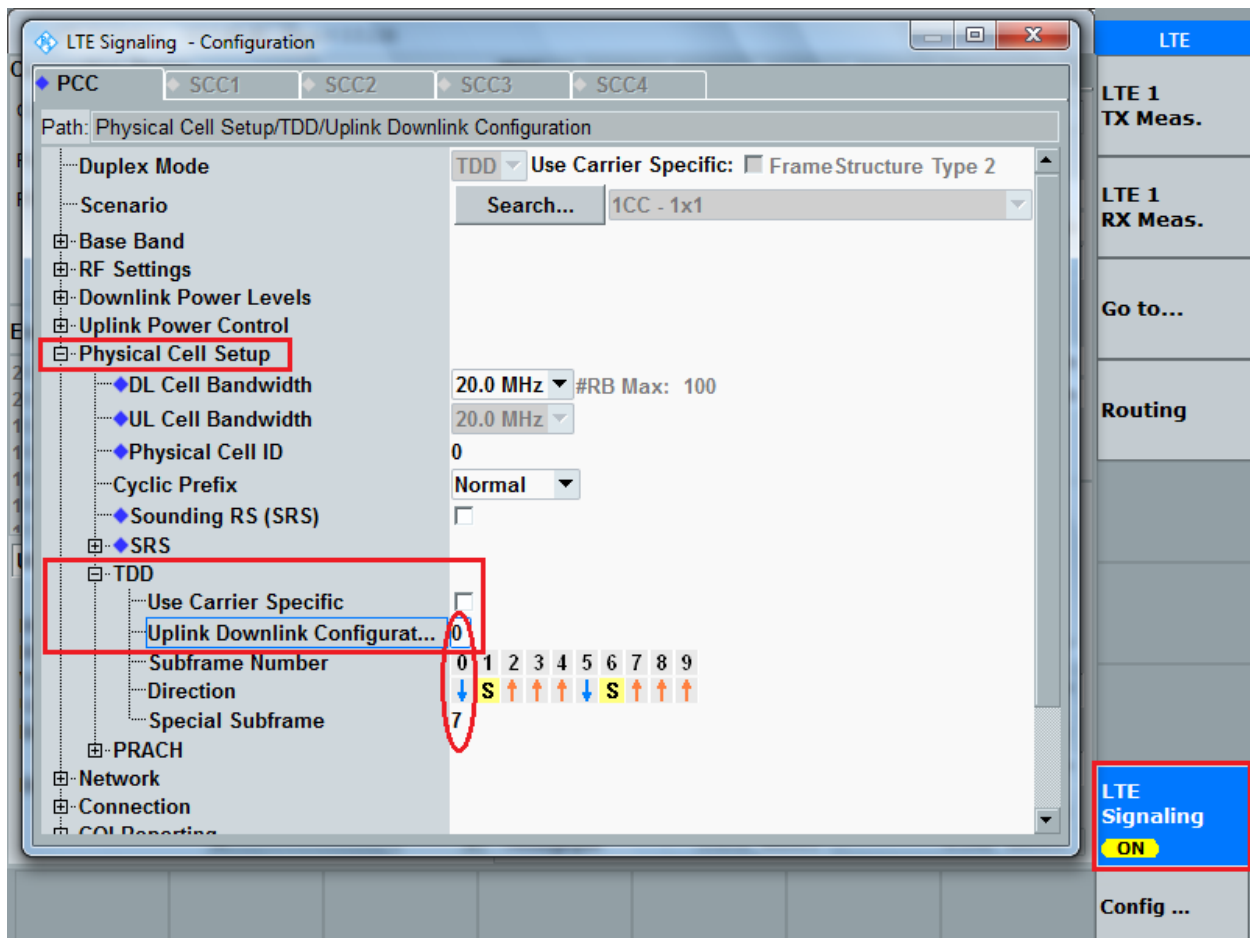 LTE Signaling - Configuration
PCC SCC1 SCC2 SCC3 SCC4
Path: Physical Cell Setup/TDD/Uplink Downlink Configuration
Duplex Mode TDD Use Carrier Specific: FrameStructure Type 2
Scenario Search... 1CC - 1x1
Base Band
RF Settings
Downlink Power Levels
Uplink Power Control
Physical Cell Setup
DL Cell Bandwidth 20.0 MHz #RB Max: 100
UL Cell Bandwidth 20.0 MHz
Physical Cell ID 0
Cyclic Prefix Normal
Sounding RS (SRS)
SRS
TDD
Use Carrier Specific
Uplink Downlink Configurat... 0
Subframe Number 0 1 2 3 4 5 6 7 8 9
Direction ↓ S ↑ ↑ ↑ ↓ S ↑ ↑ ↑
Special Subframe 7
PRACH
Network
Connection
CQI Reporting
LTE
LTE 1
TX Meas.
LTE 1
RX Meas.
Go to...
Routing
LTE
Signaling
ON
Config ...